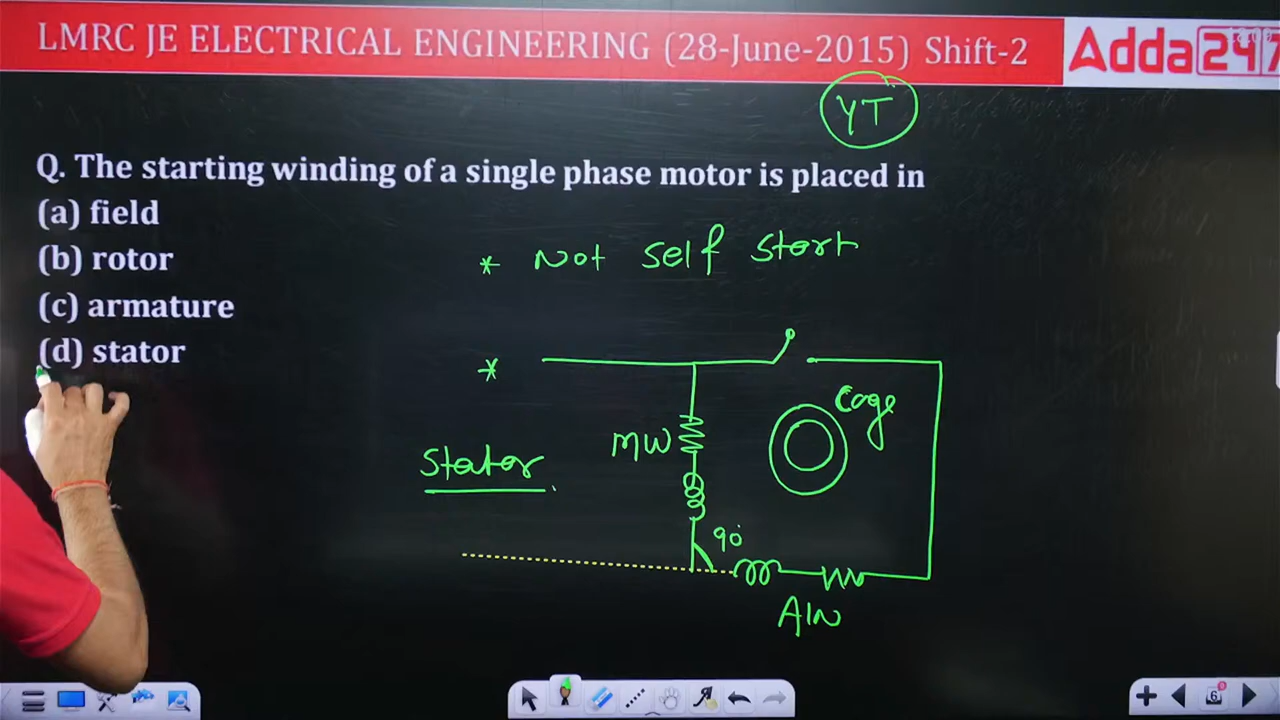 LMRC JE ELECTRICAL ENGINEERING (28-June-2015) Shift-2
Adda247
YT
Q. The starting winding of a single phase motor is placed in
(a) field
(b) rotor
(c) armature
(d) stator
* Not self start
*
Cage
MW
Stator
90°
AW
6